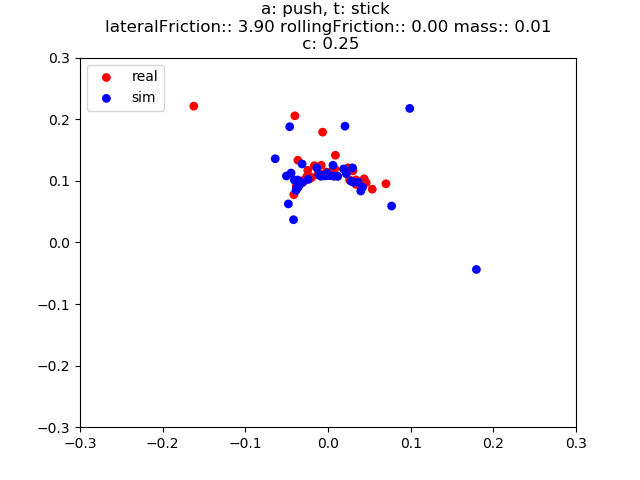 a: push, t: stick
lateralFriction:: 3.90 rollingFriction:: 0.00 mass:: 0.01
c: 0.25
real
sim
0.3
0.2
0.1
0.0
−0.1
−0.2
−0.3
−0.3 −0.2 −0.1 0.0 0.1 0.2 0.3